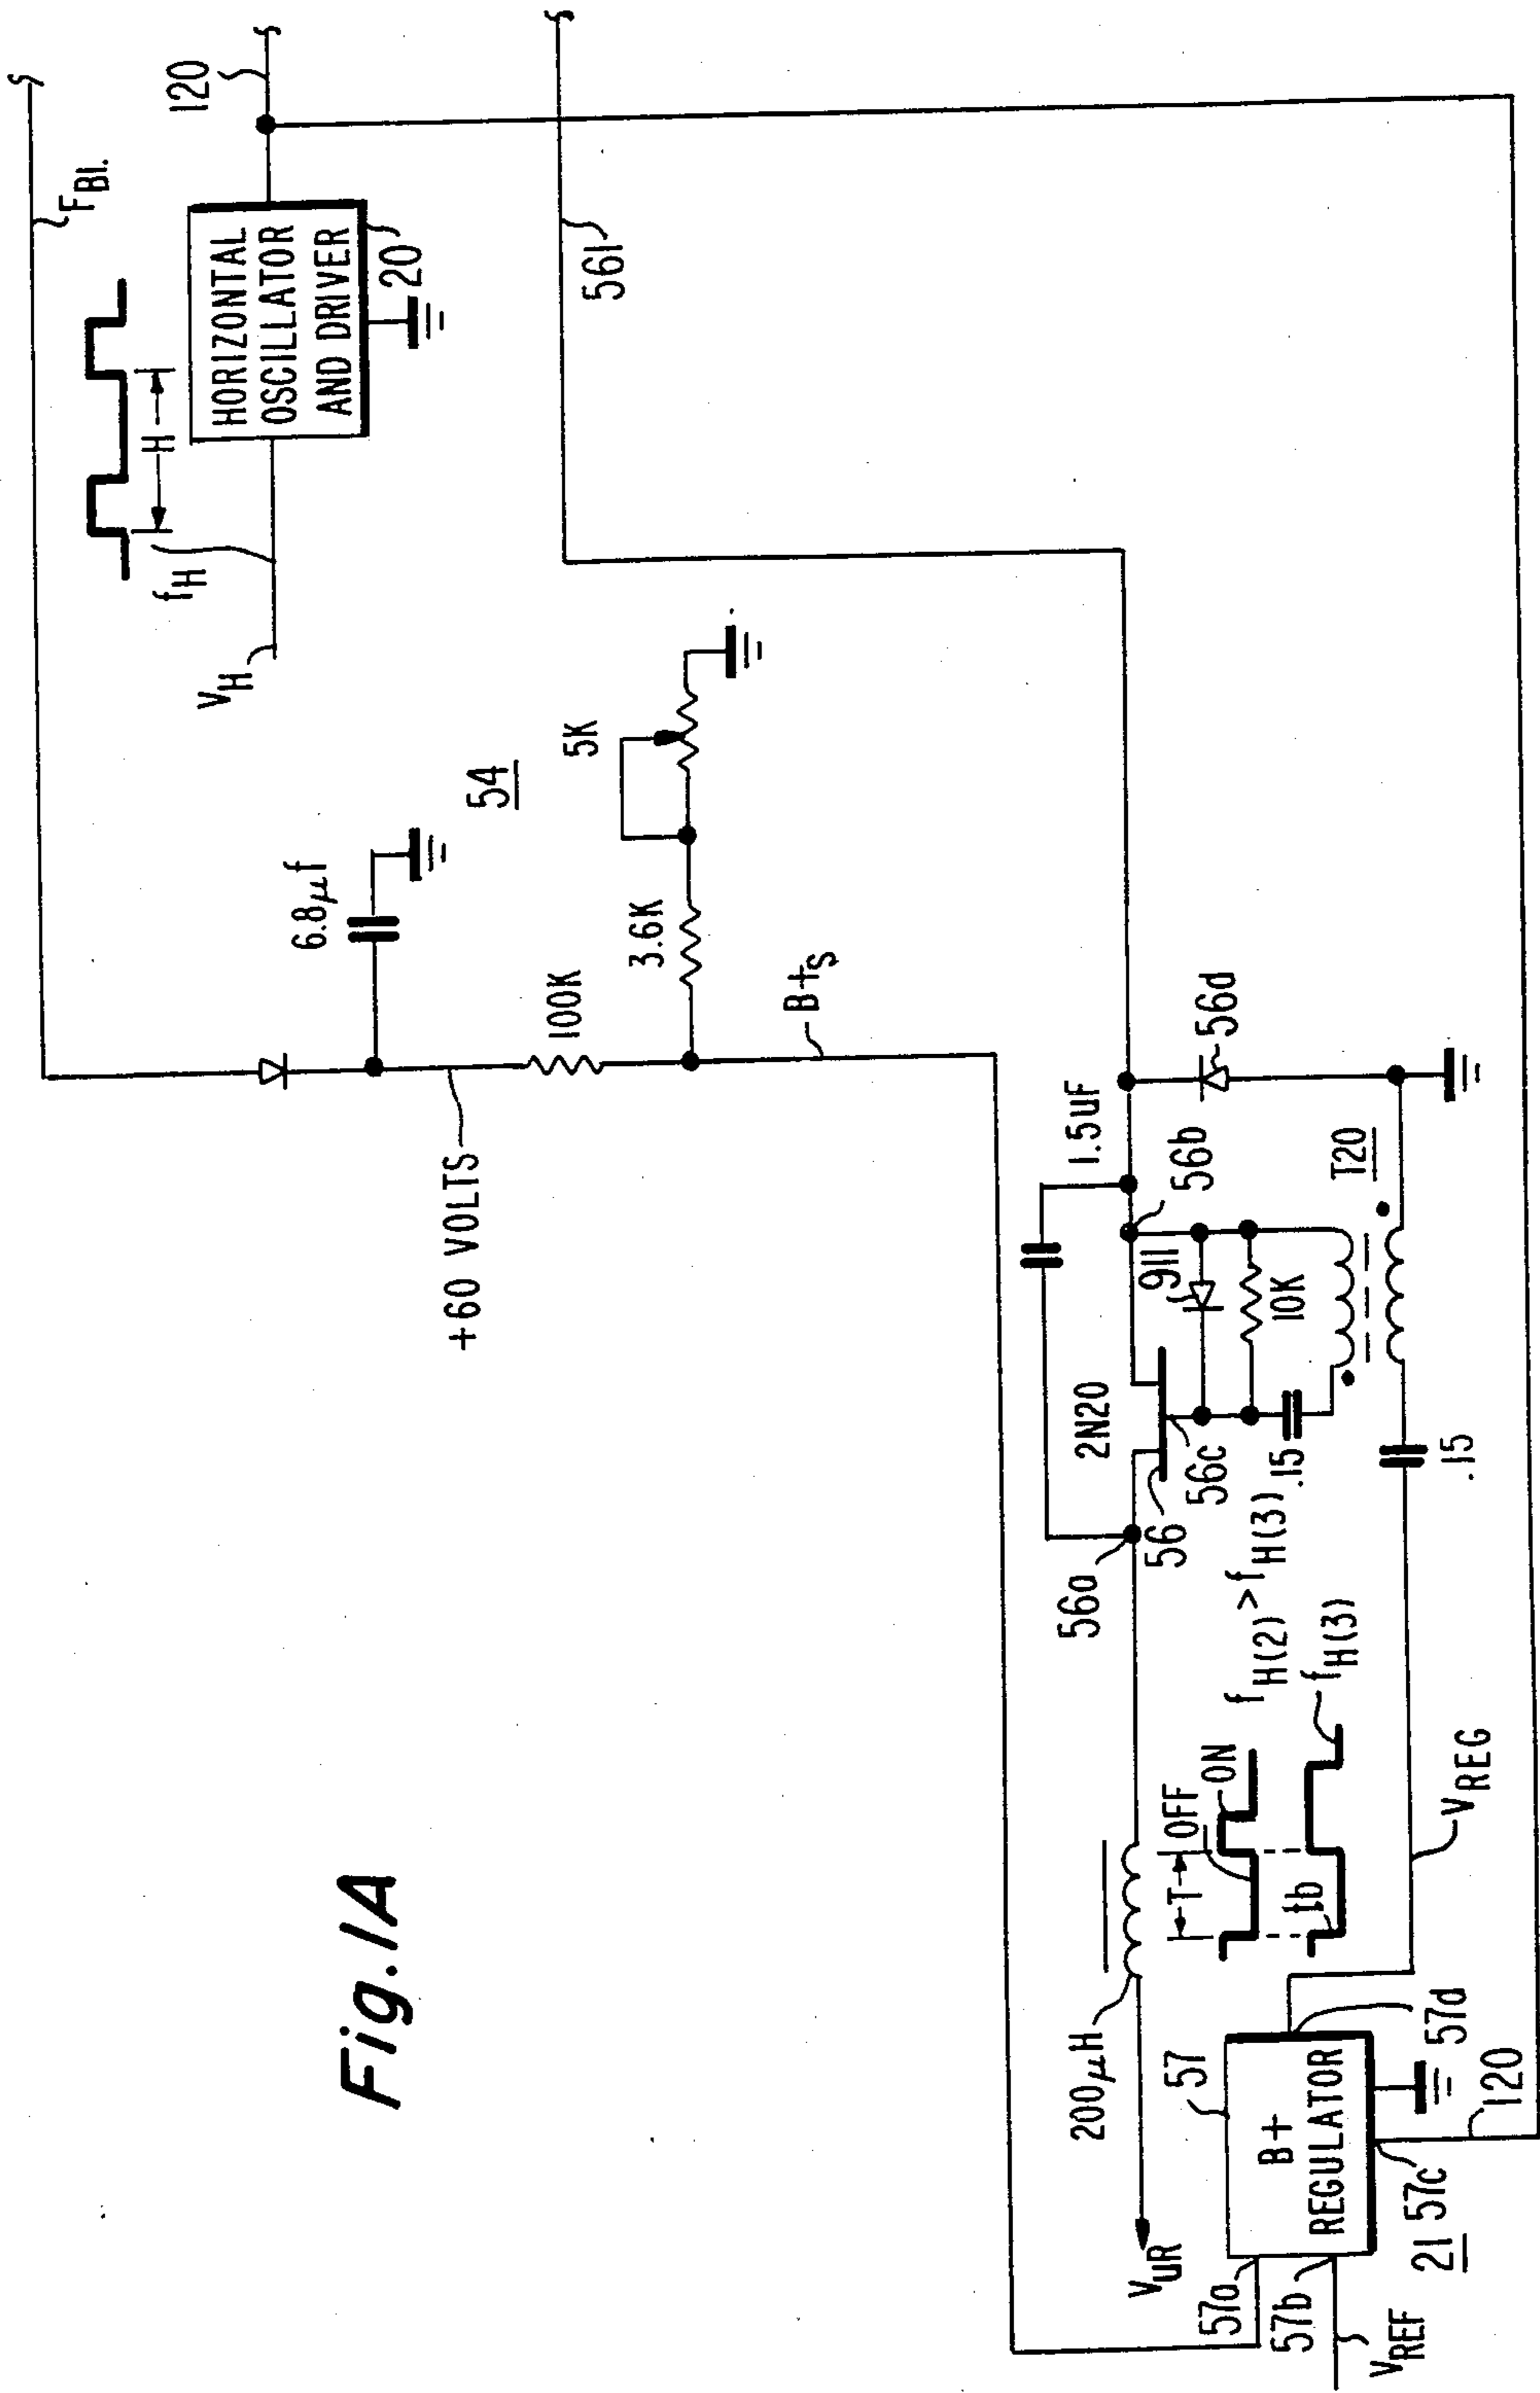 Fig. 1A
F_B1.
120
HORIZONTAL
OSCILLATOR
AND DRIVER
20
H
f_H
V_H
561
6.8μf
54
5K
3.6K
100K
+60 VOLTS
B+_S
1.5uF
56b
56d
911
10K
T20
2N20
56a
56
56c
.15
.15
f_H(2) > f_H(3)
f_H(3)
ON
OFF
T
tb
V_REG
200μH
V_uR
57
B+
REGULATOR
57a
57b
57c
57d
120
21
V_REF